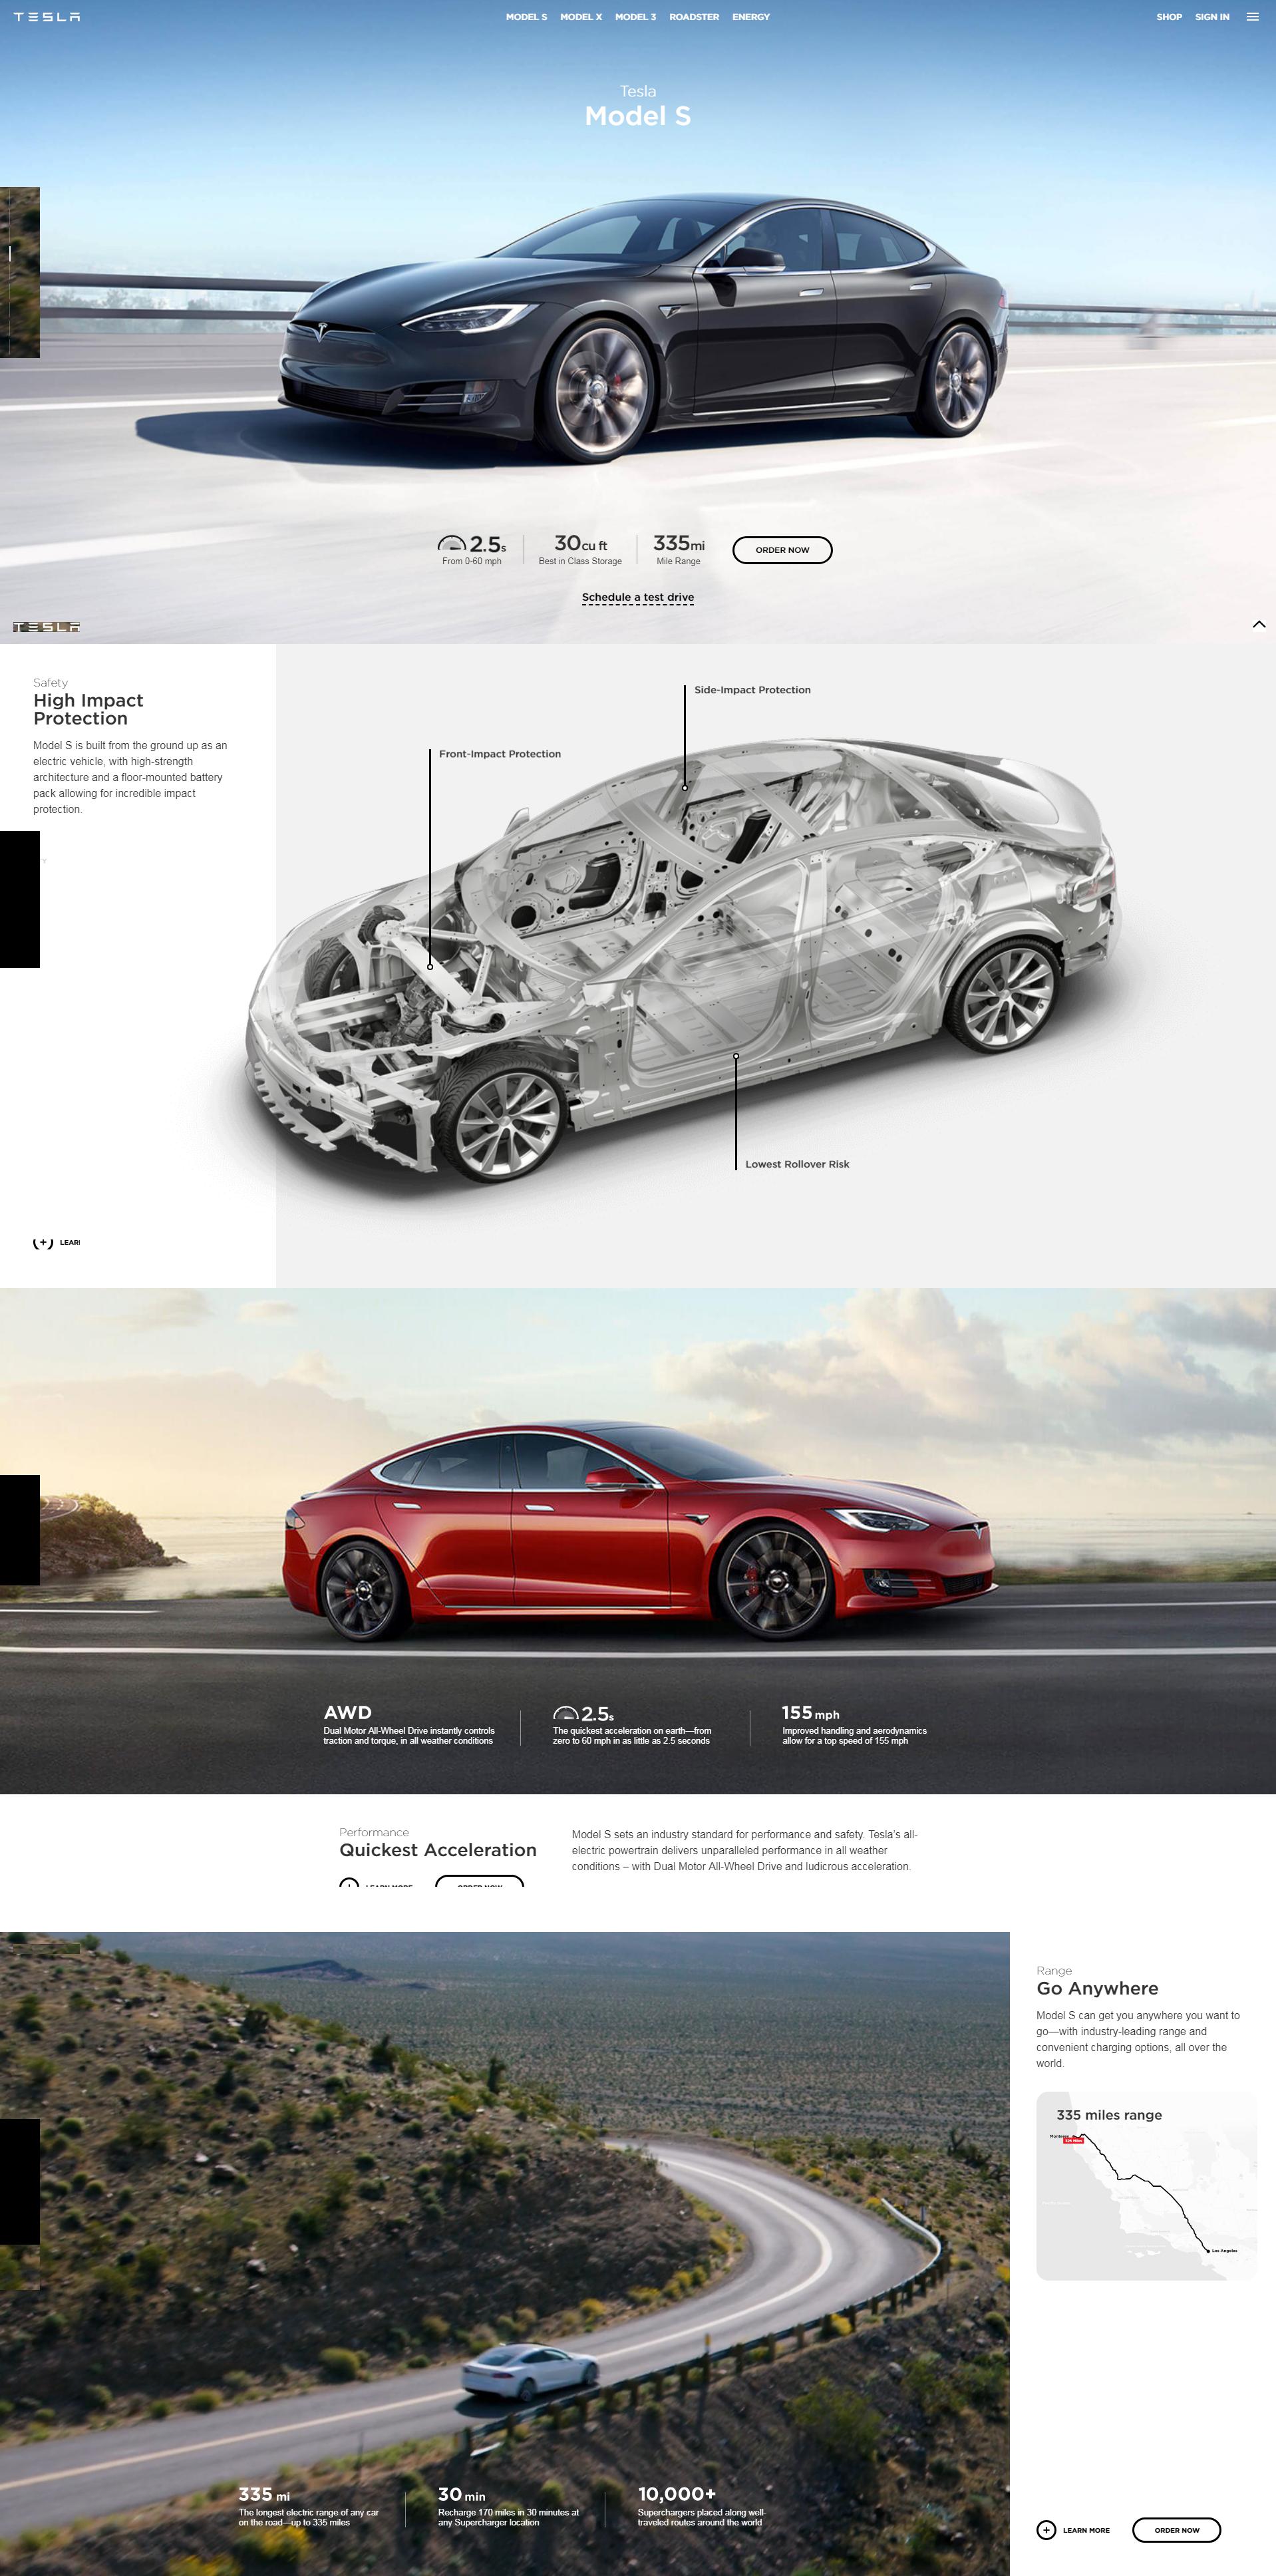 TESLA
MODEL S MODEL X MODEL 3 ROADSTER ENERGY
SHOP SIGN IN
Tesla
Model S
2.5s
From 0-60 mph
30cu ft
Best in Class Storage
335mi
Mile Range
ORDER NOW
Schedule a test drive
TESLA
Safety
High Impact
Protection
Model S is built from the ground up as an
electric vehicle, with high-strength
architecture and a floor-mounted battery
pack allowing for incredible impact
protection.
Side-Impact Protection
Front-Impact Protection
Lowest Rollover Risk
LEAR
AWD
Dual Motor All-Wheel Drive instantly controls
traction and torque, in all weather conditions
2.5s
The quickest acceleration on earth—from
zero to 60 mph in as little as 2.5 seconds
155 mph
Improved handling and aerodynamics
allow for a top speed of 155 mph
Performance
Quickest Acceleration
LEARN MORE
ORDER NOW
Model S sets an industry standard for performance and safety. Tesla's all-
electric powertrain delivers unparalleled performance in all weather
conditions – with Dual Motor All-Wheel Drive and ludicrous acceleration.
Range
Go Anywhere
Model S can get you anywhere you want to
go—with industry-leading range and
convenient charging options, all over the
world.
335 miles range
Monterey
Los Angeles
335 mi
The longest electric range of any car
on the road—up to 335 miles
30 min
Recharge 170 miles in 30 minutes at
any Supercharger location
10,000+
Superchargers placed along well-
traveled routes around the world
LEARN MORE
ORDER NOW